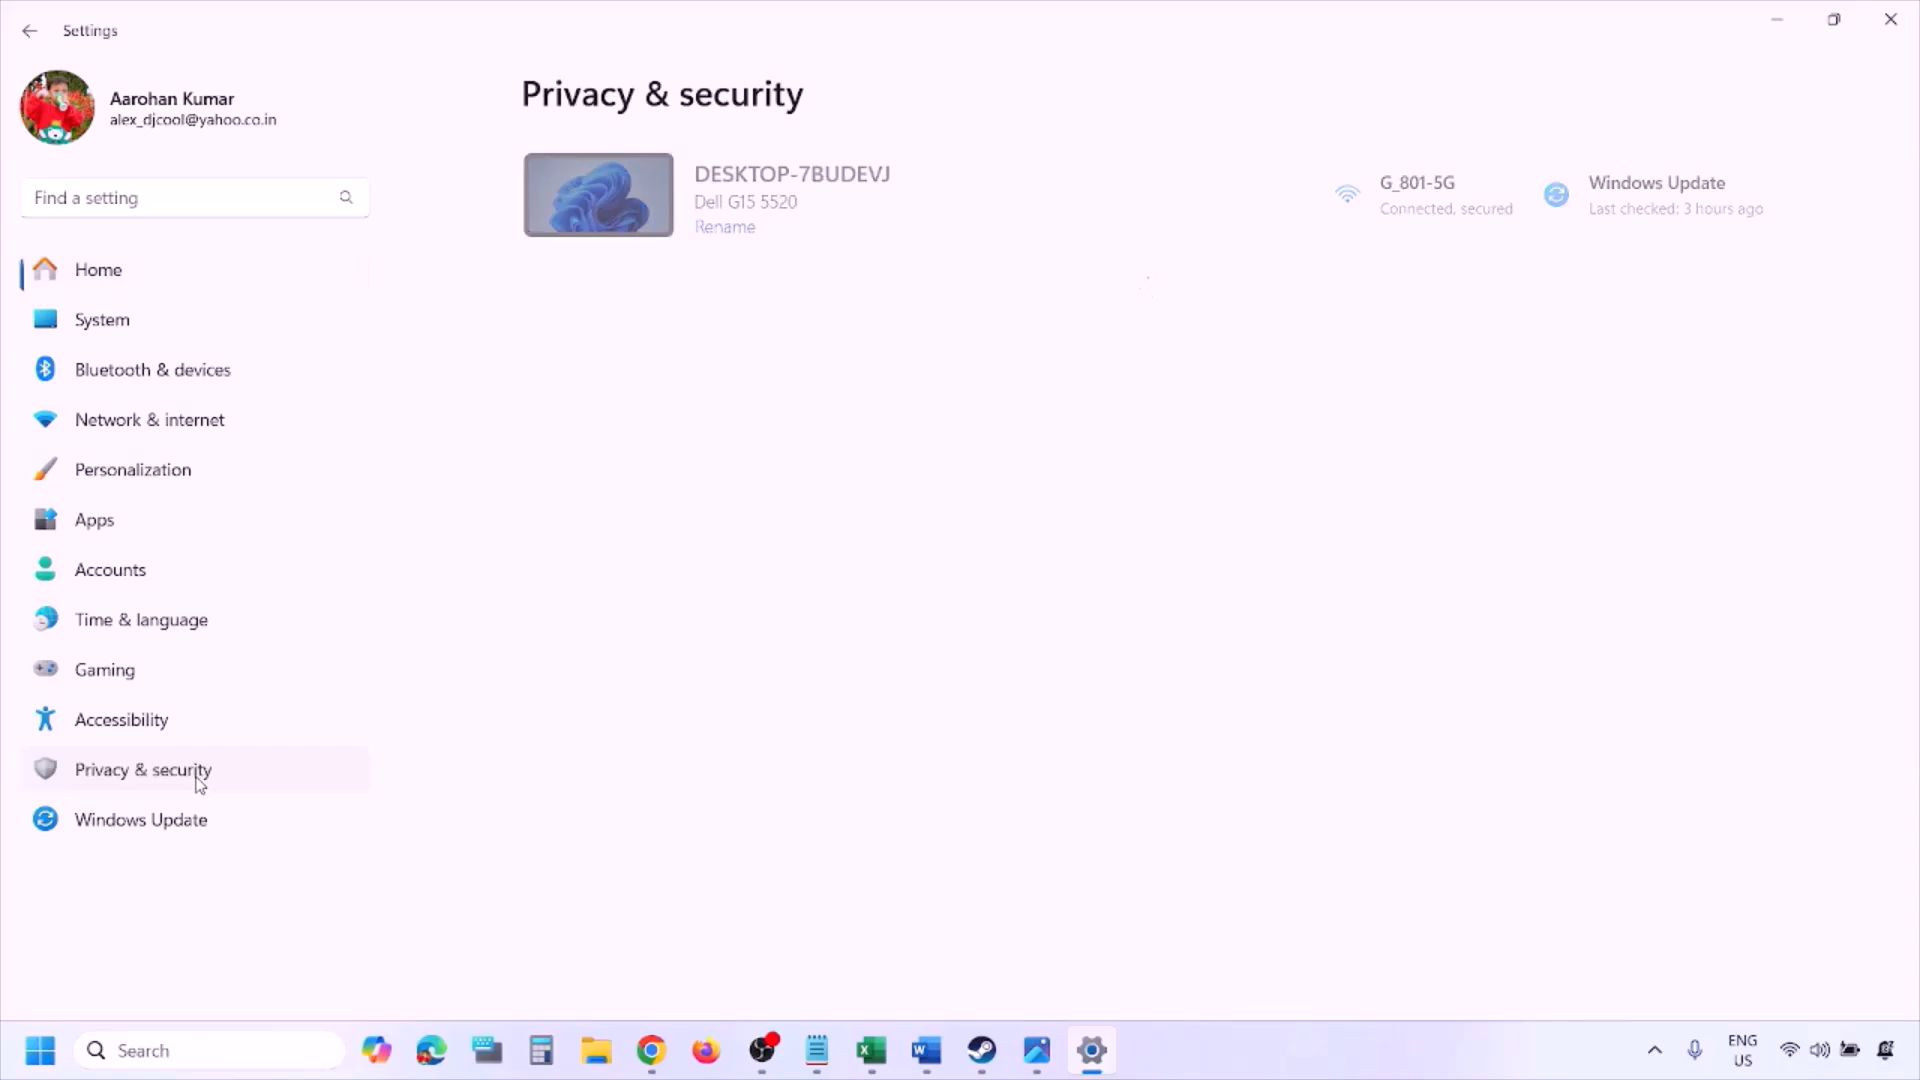 Settings
Aarohan Kumar
alex_djcool@yahoo.co.in
Find a setting
Home
System
Bluetooth & devices
Network & internet
Personalization
Apps
Accounts
Time & language
Gaming
Accessibility
Privacy & security
Windows Update
Privacy & security
DESKTOP-7BUDEVJ
Dell G15 5520
Rename
G_801-5G
Connected, secured
Windows Update
Last checked: 3 hours ago
Search
ENG
US